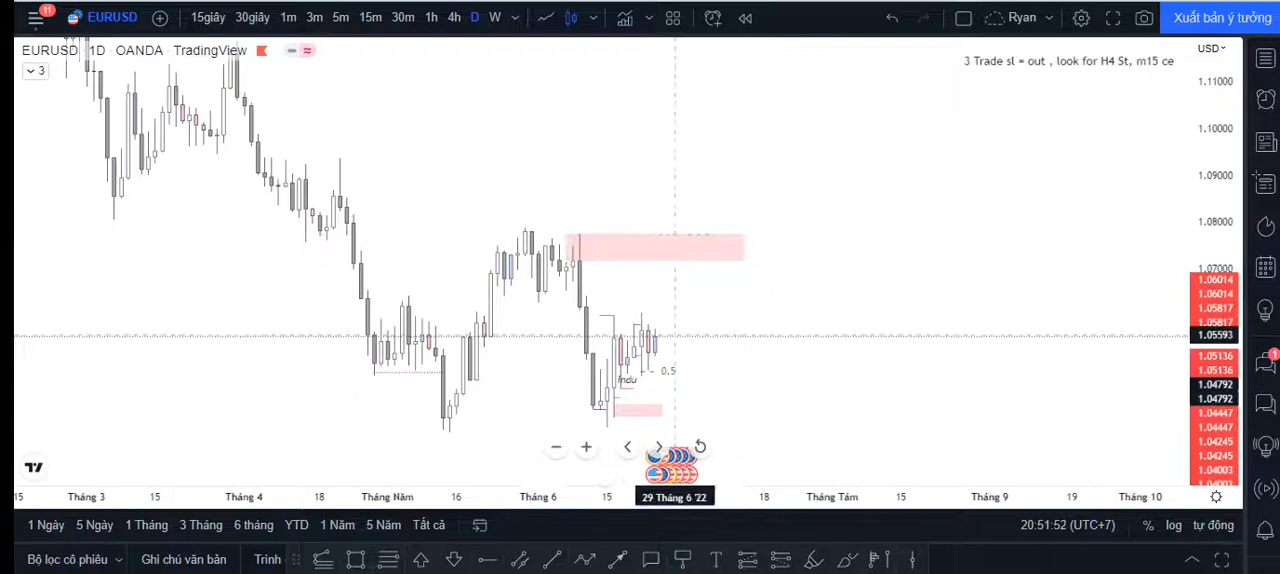 11
EURUSD
15giây 30giây 1m 3m 5m 15m 30m 1h 4h D W
Ryan
Xuất bản ý tưởng
EURUSD 1D · OANDA · TradingView
3
3 Trade sl = out , look for H4 St, m15 ce
USD
1.11000
1.10000
1.09000
1.08000
1.07000
1.06014
1.06014
1.05817
1.05817
1.05593
1.05136
1.05136
1.04792
1.04792
1.04447
1.04447
1.04245
1.04245
1.04003
1.04003
0.5
indu
1
15 Tháng 3 15 Tháng 4 18 Tháng Năm 16 Tháng 6 15 29 Tháng 6 '22 18 Tháng Tám 15 Tháng 9 19 Tháng 10
1 Ngày 5 Ngày 1 Tháng 3 Tháng 6 tháng YTD 1 Năm 5 Năm Tất cả
20:51:52 (UTC+7) % log tự động
Bộ lọc cổ phiếu Ghi chú văn bản Trình